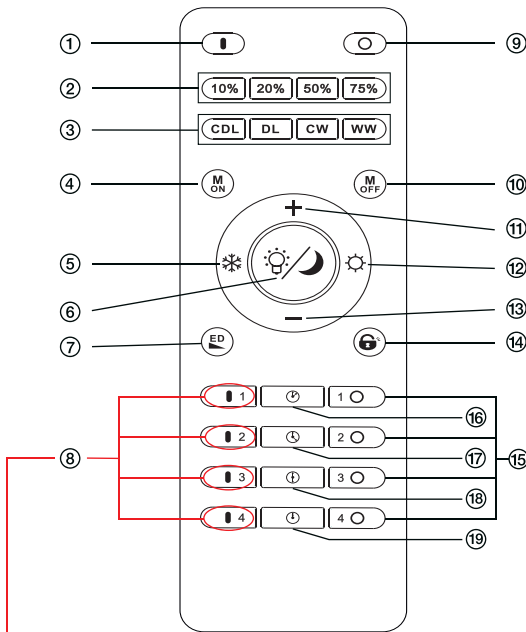 ① ⑨
② 10% 20% 50% 75%
③ CDL DL CW WW
④ M ON M OFF ⑩
⑪
⑤ ⑫
⑥ ⑬
⑦ ED ⑭
1 1
⑯
2 2
⑧ ⑰ ⑮
3 3
⑱
4 4
⑲